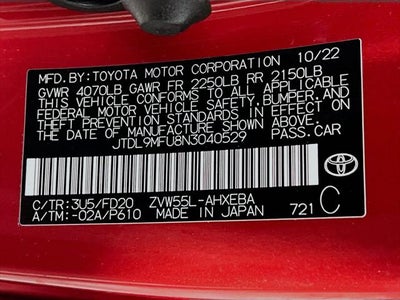 MFD.BY: TOYOTA MOTOR CORPORATION 10/22
GVWR 4070LB GAWR FR 2250LB RR 2150LB
THIS VEHICLE CONFORMS TO ALL APPLICABLE
FEDERAL MOTOR VEHICLE SAFETY, BUMPER, AND
THEFT PREVENTION STANDARDS IN EFFECT ON
THE DATE OF MANUFACTURE SHOWN ABOVE.
JTDL9MFU8N3040529 PASS.CAR
C/TR: 3U5/FD20 ZVW55L-AHXEBA
A/TM: -02A/P610 MADE IN JAPAN 721 C
TOYOTA